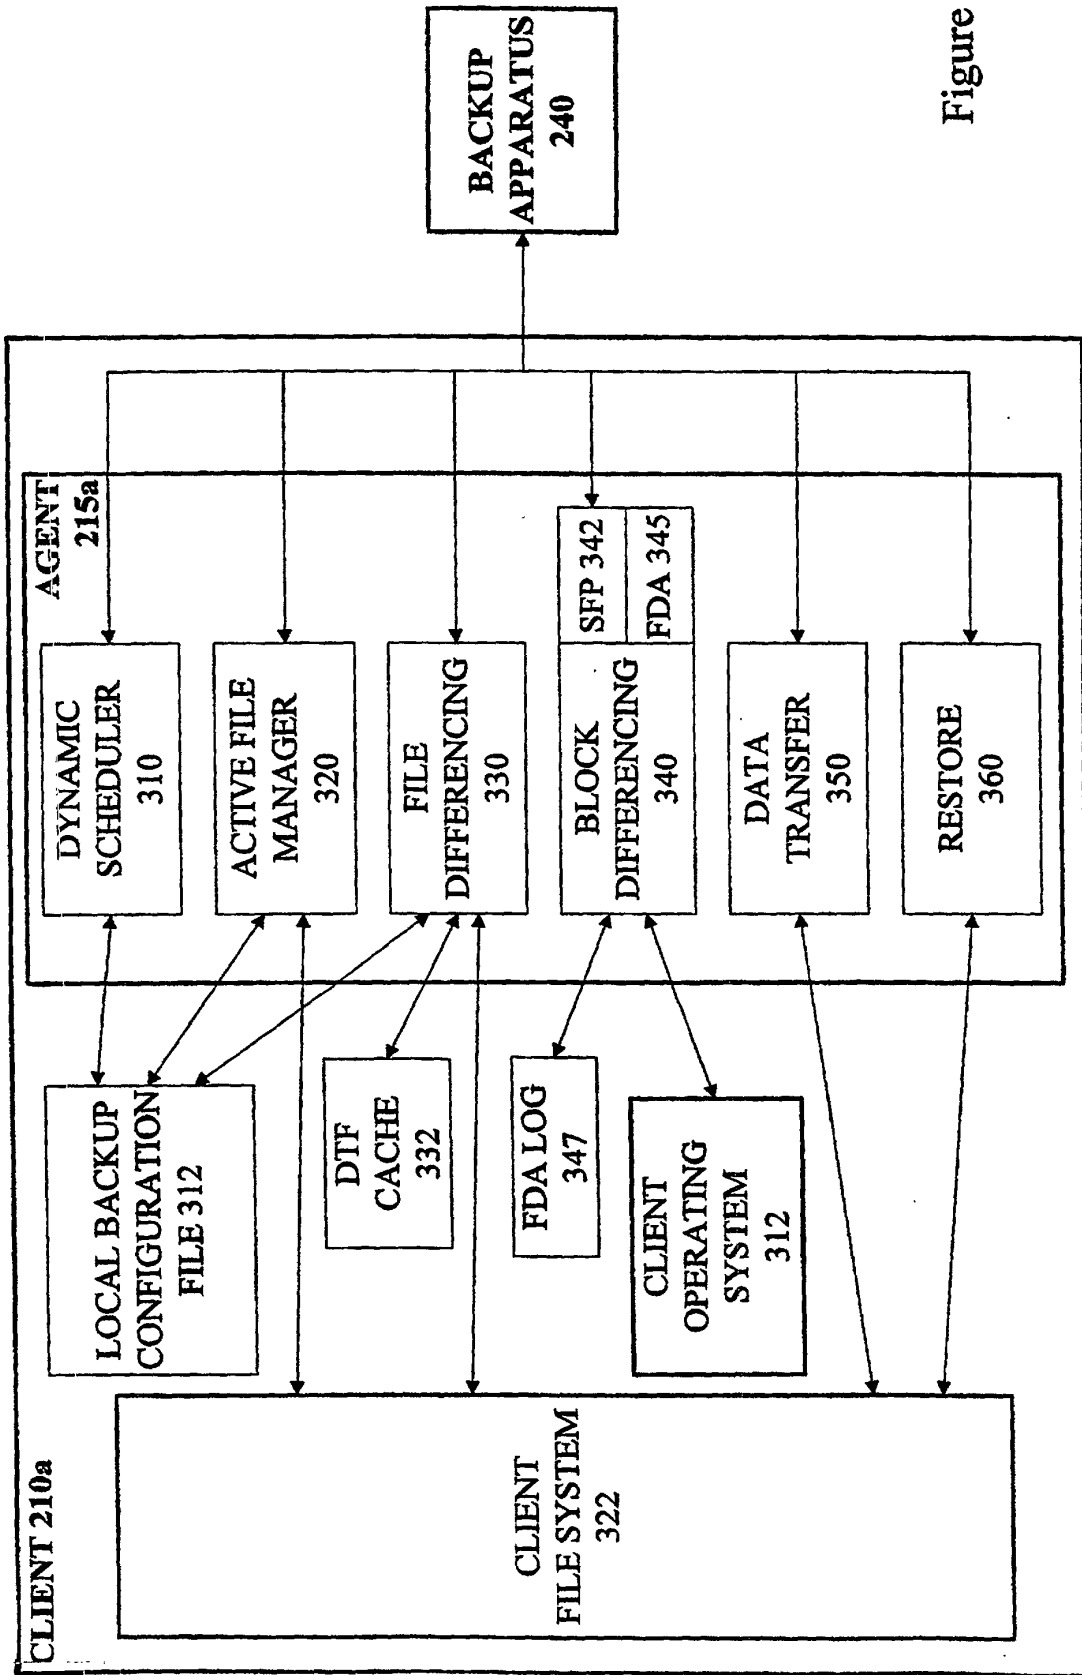 CLIENT 210a
CLIENT
FILE SYSTEM
322
LOCAL BACKUP
CONFIGURATION
FILE 312
DTF
CACHE
332
FDA LOG
347
CLIENT
OPERATING
SYSTEM
312
AGENT
215a
DYNAMIC
SCHEDULER
310
ACTIVE FILE
MANAGER
320
FILE
DIFFERENCING
330
BLOCK
DIFFERENCING
340
SFP 342
FDA 345
DATA
TRANSFER
350
RESTORE
360
BACKUP
APPARATUS
240
Figure